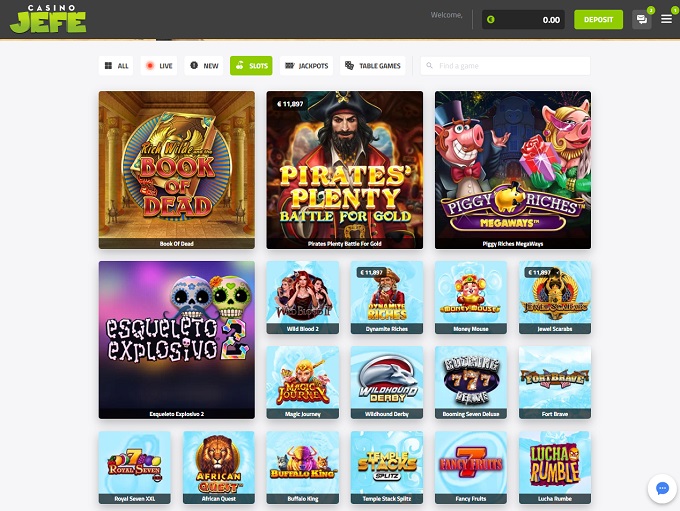 CASINO
JEFE
Welcome,
€ 0.00
DEPOSIT
ALL
LIVE
NEW
SLOTS
JACKPOTS
TABLE GAMES
Find a game
Rich Wilde and the
BOOK
OF
DEAD
Book Of Dead
€ 11,897
PIRATES'
PLENTY
BATTLE FOR GOLD
Pirates Plenty Battle For Gold
PIGGY RICHES
MEGAWAYS™
Piggy Riches MegaWays
esqueleto
explosivo 2
Esqueleto Explosivo 2
Wild Blood II
Wild Blood 2
€ 11,897
DYNAMITE
RICHES
Dynamite Riches
Money Mouse
Money Mouse
€ 11,897
Jewel Scarabs
Jewel Scarabs
MAGIC
JOURNEY
Magic Journey
WILDHOUND
DERBY
Wildhound Derby
BOOMING
777
DELUXE
Booming Seven Deluxe
FORTBRAVE
Fort Brave
7
ROYAL SEVEN
XXL
Royal Seven XXL
AFRICAN
QUEST™
African Quest
BUFFALO KING
Buffalo King
TEMPLE
STACKS
SPLITZ
Temple Stack Splitz
FANCY FRUITS
Fancy Fruits
LUCHA
RUMBLE
Lucha Rumbe